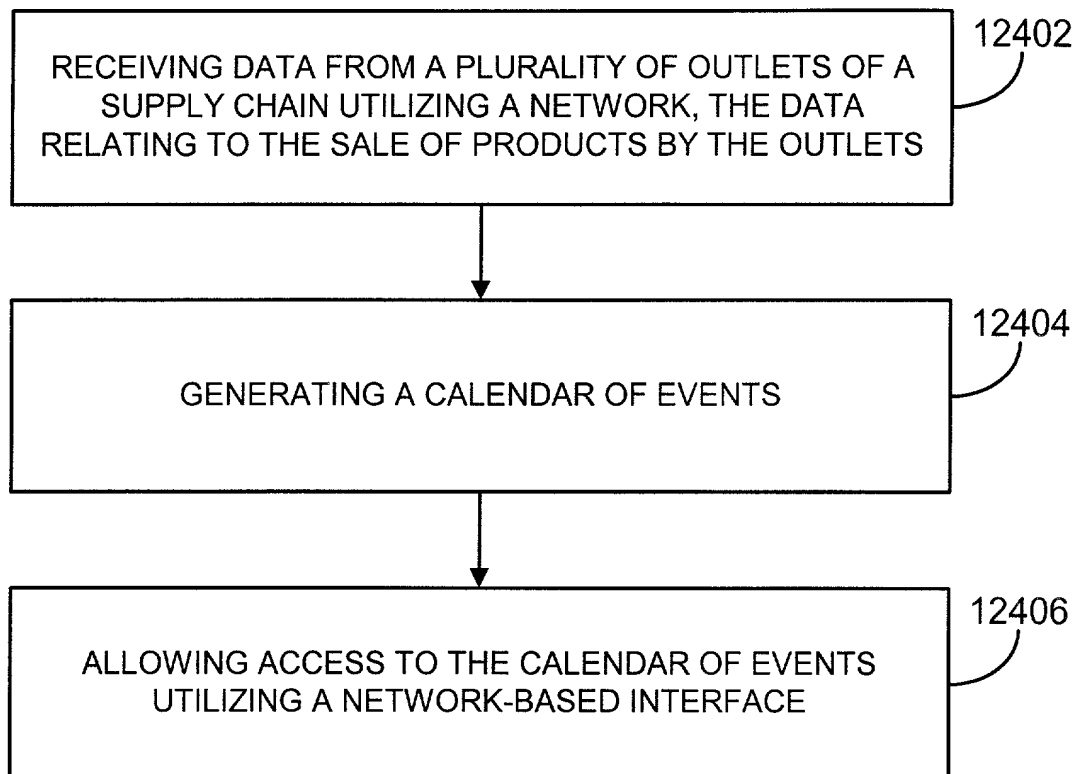 12402
RECEIVING DATA FROM A PLURALITY OF OUTLETS OF A
SUPPLY CHAIN UTILIZING A NETWORK, THE DATA
RELATING TO THE SALE OF PRODUCTS BY THE OUTLETS
12404
GENERATING A CALENDAR OF EVENTS
12406
ALLOWING ACCESS TO THE CALENDAR OF EVENTS
UTILIZING A NETWORK-BASED INTERFACE